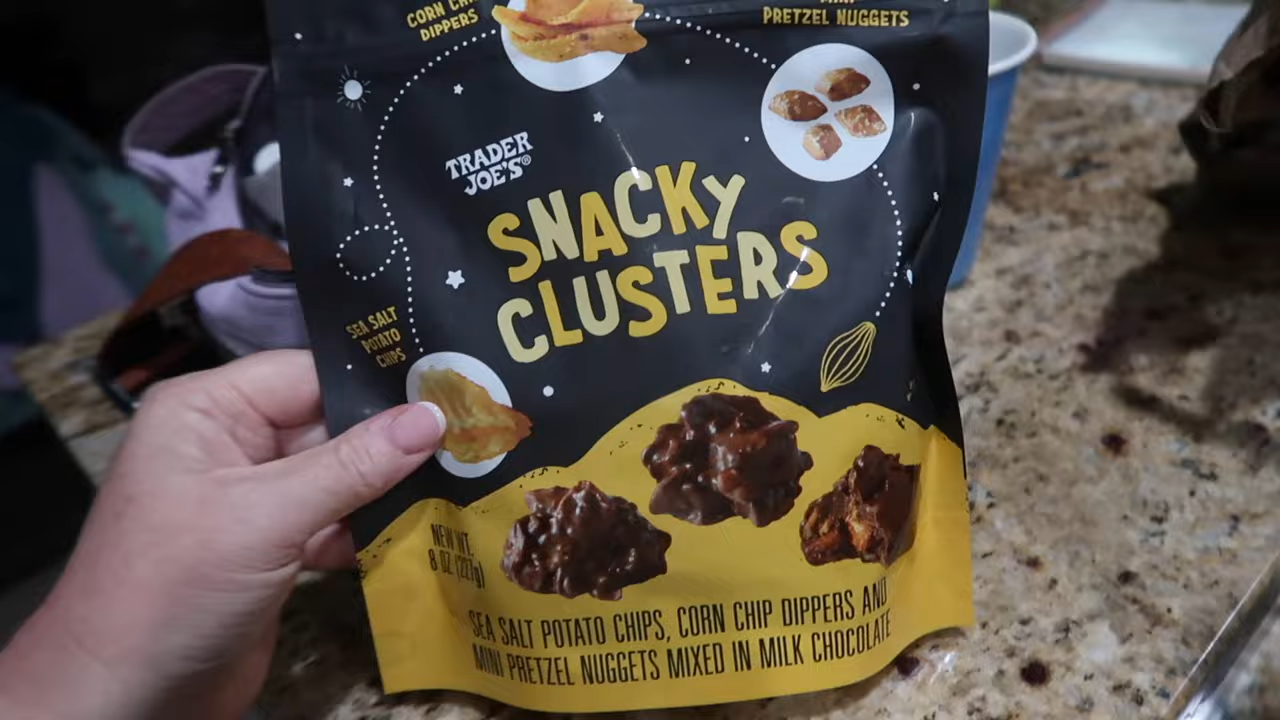 CORN CHIP
DIPPERS
MINI
PRETZEL NUGGETS
TRADER
JOE'S®
SNACKY
CLUSTERS
SEA SALT
POTATO
CHIPS
NET WT.
8 OZ (227g)
SEA SALT POTATO CHIPS, CORN CHIP DIPPERS AND
MINI PRETZEL NUGGETS MIXED IN MILK CHOCOLATE